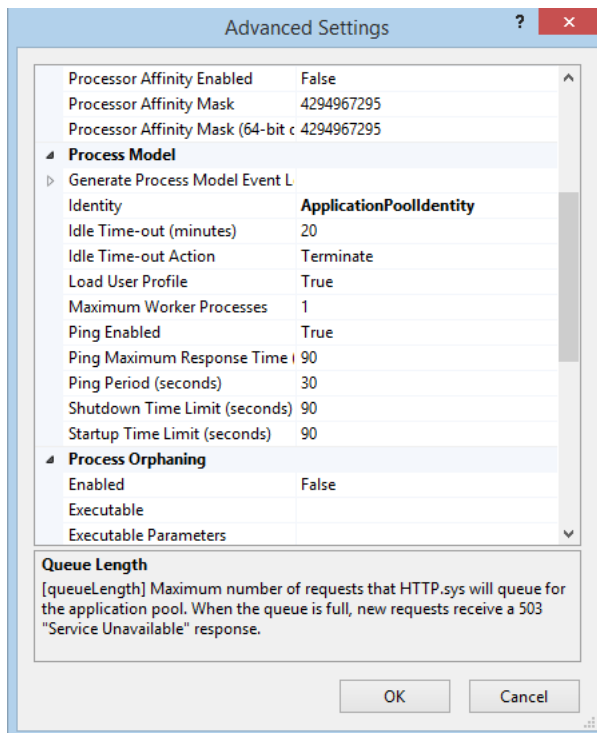 Advanced Settings
?
Processor Affinity Enabled False
Processor Affinity Mask 4294967295
Processor Affinity Mask (64-bit c 4294967295
Process Model
Generate Process Model Event L
Identity ApplicationPoolIdentity
Idle Time-out (minutes) 20
Idle Time-out Action Terminate
Load User Profile True
Maximum Worker Processes 1
Ping Enabled True
Ping Maximum Response Time ( 90
Ping Period (seconds) 30
Shutdown Time Limit (seconds) 90
Startup Time Limit (seconds) 90
Process Orphaning
Enabled False
Executable
Executable Parameters
Queue Length
[queueLength] Maximum number of requests that HTTP.sys will queue for
the application pool. When the queue is full, new requests receive a 503
"Service Unavailable" response.
OK Cancel